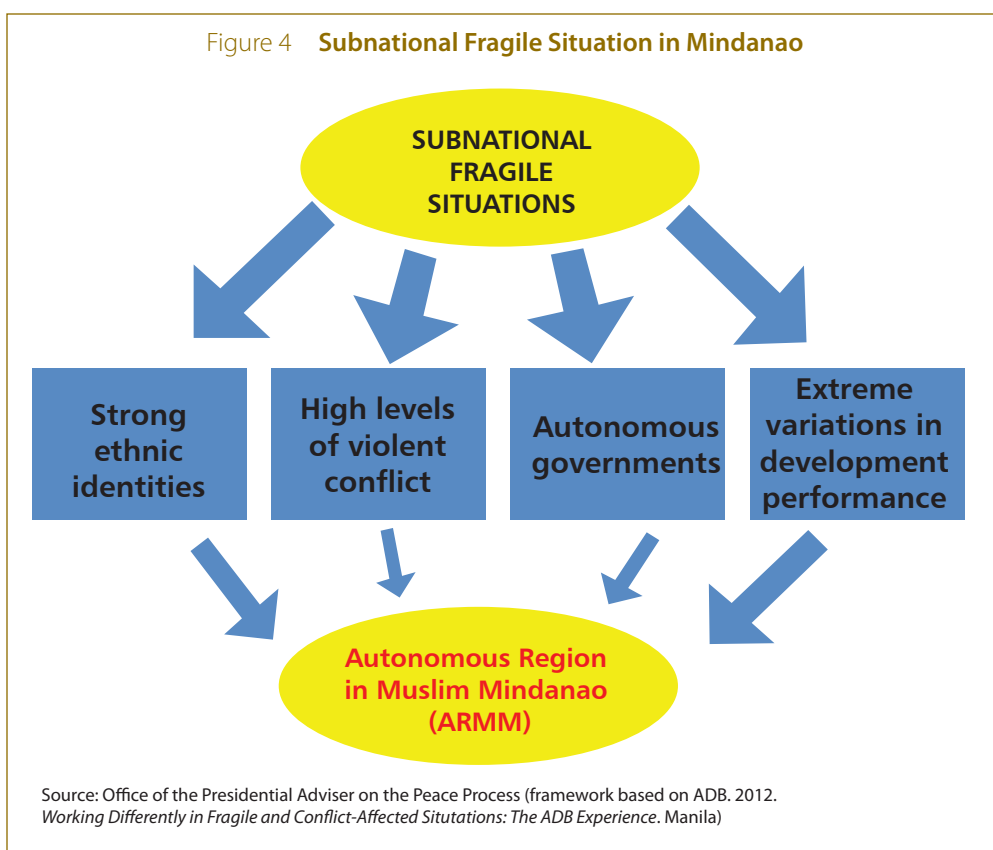 Figure 4 Subnational Fragile Situation in Mindanao
SUBNATIONAL
FRAGILE
SITUATIONS
Strong
ethnic
identities
High levels
of violent
conflict
Autonomous
governments
Extreme
variations in
development
performance
Autonomous Region
in Muslim Mindanao
(ARMM)
Source: Office of the Presidential Adviser on the Peace Process (framework based on ADB. 2012.
Working Differently in Fragile and Conflict-Affected Situtations: The ADB Experience. Manila)